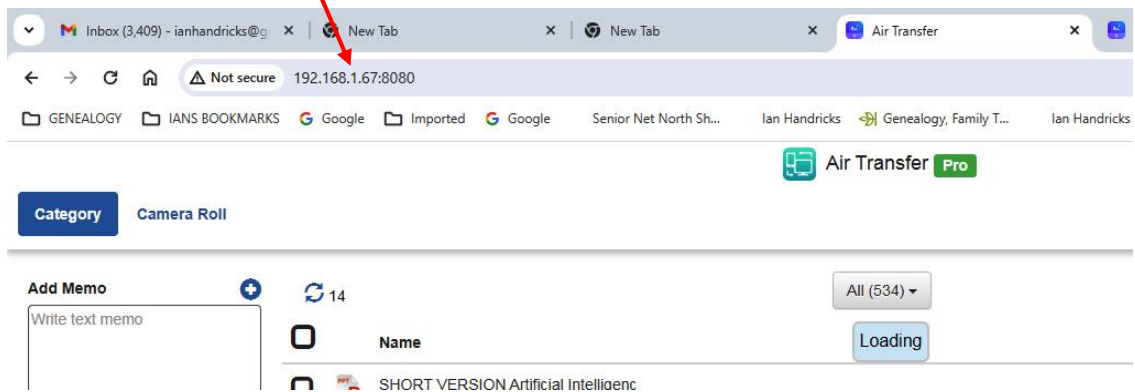 Inbox (3,409) - ianhandricks@g
New Tab
New Tab
Air Transfer
Not secure 192.168.1.67:8080
GENEALOGY IANS BOOKMARKS Google Imported Google Senior Net North Sh... Ian Handricks Genealogy, Family T... Ian Handricks
Air Transfer Pro
Category Camera Roll
Add Memo
14
All (534)
Write text memo
Name
Loading
SHORT VERSION Artificial Intelligenc